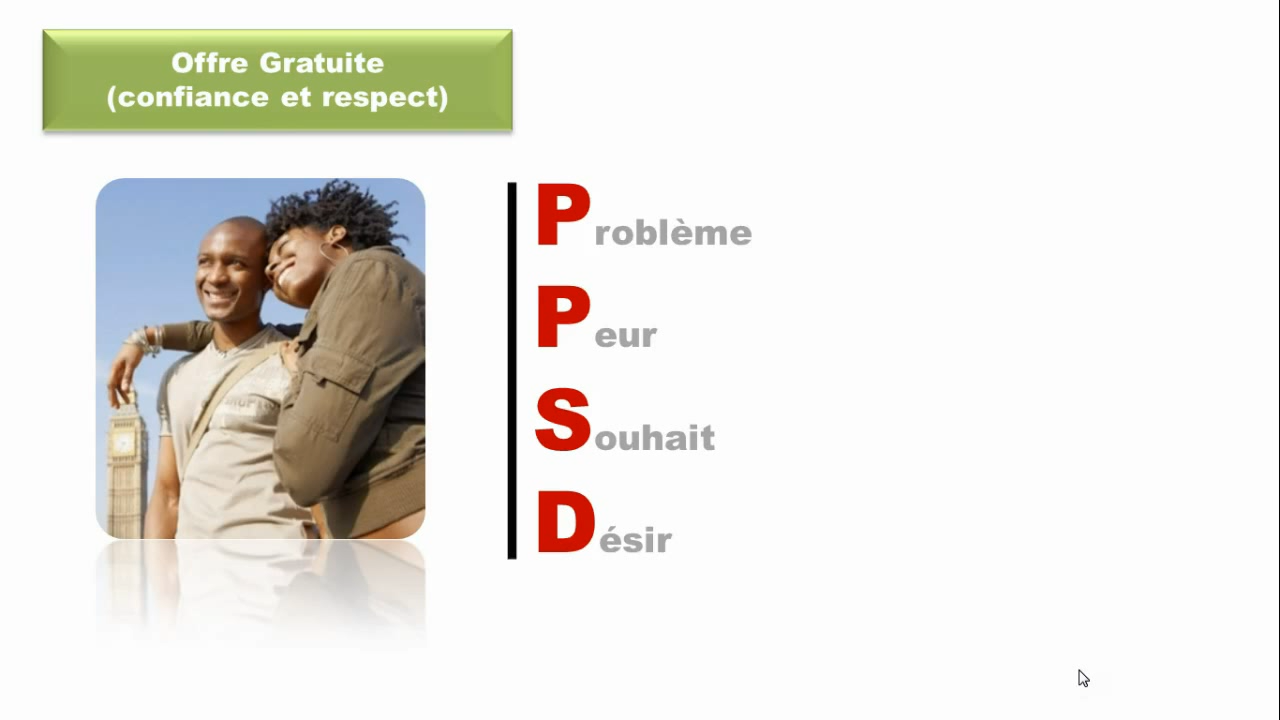 Offre Gratuite
(confiance et respect)
Problème
Peur
Souhait
Désir